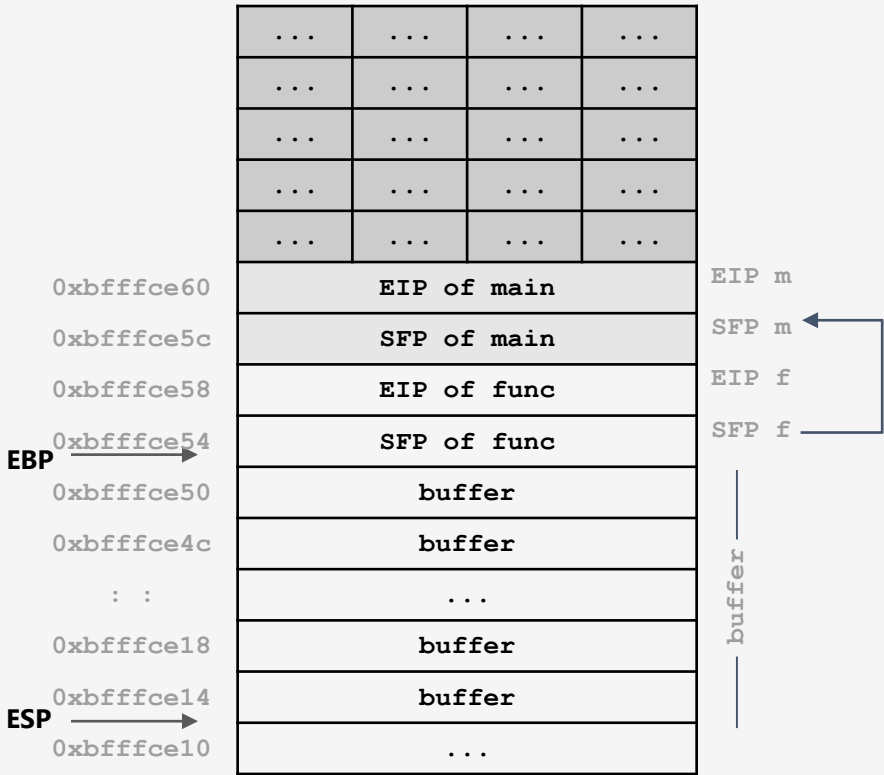 ... ... ... ...
... ... ... ...
... ... ... ...
... ... ... ...
... ... ... ...
0xbfffce60 EIP of main EIP m
0xbfffce5c SFP of main SFP m
0xbfffce58 EIP of func EIP f
0xbfffce54 SFP of func SFP f
EBP
0xbfffce50 buffer
0xbfffce4c buffer
: : ...
buffer
0xbfffce18 buffer
0xbfffce14 buffer
ESP
0xbfffce10 ...